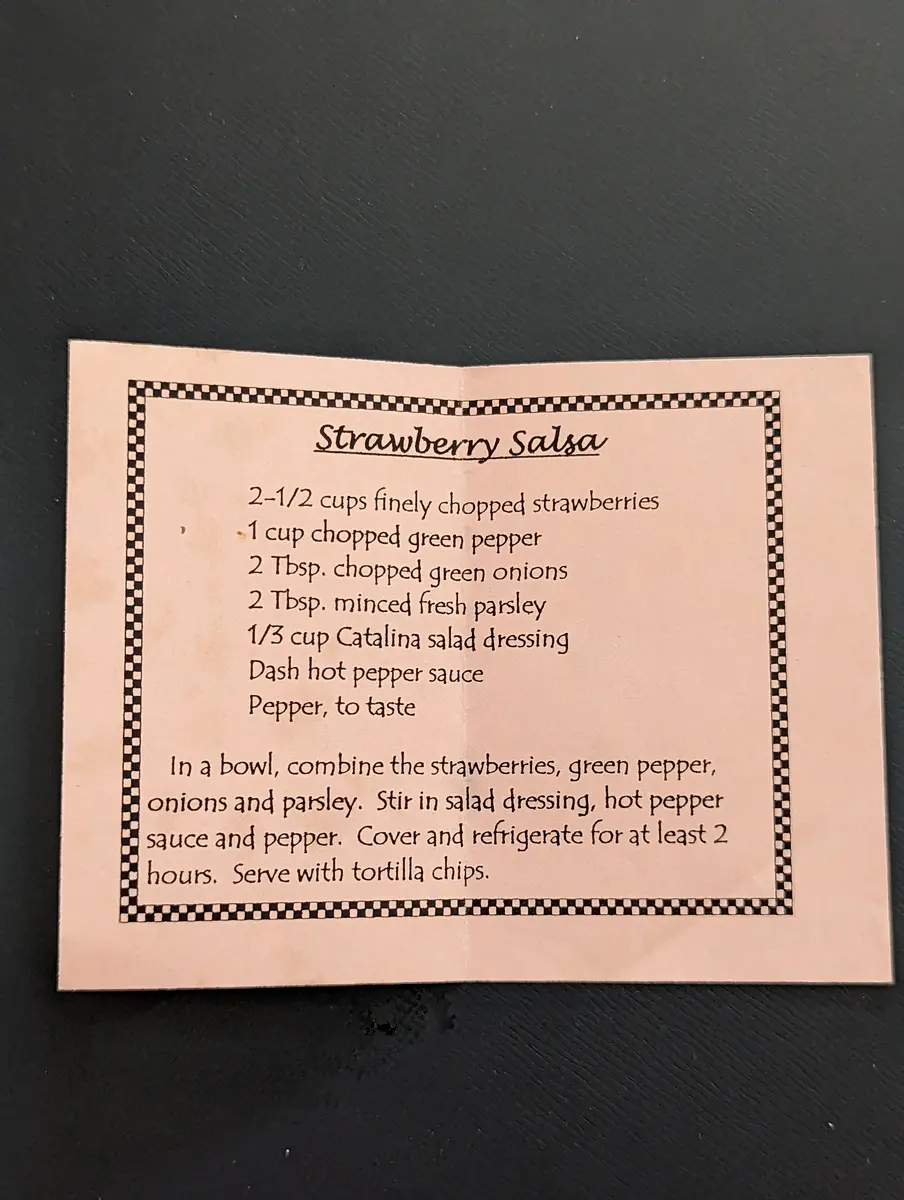 Strawberry Salsa
2-1/2 cups finely chopped strawberries
1 cup chopped green pepper
2 Tbsp. chopped green onions
2 Tbsp. minced fresh parsley
1/3 cup Catalina salad dressing
Dash hot pepper sauce
Pepper, to taste
In a bowl, combine the strawberries, green pepper,
onions and parsley. Stir in salad dressing, hot pepper
sauce and pepper. Cover and refrigerate for at least 2
hours. Serve with tortilla chips.